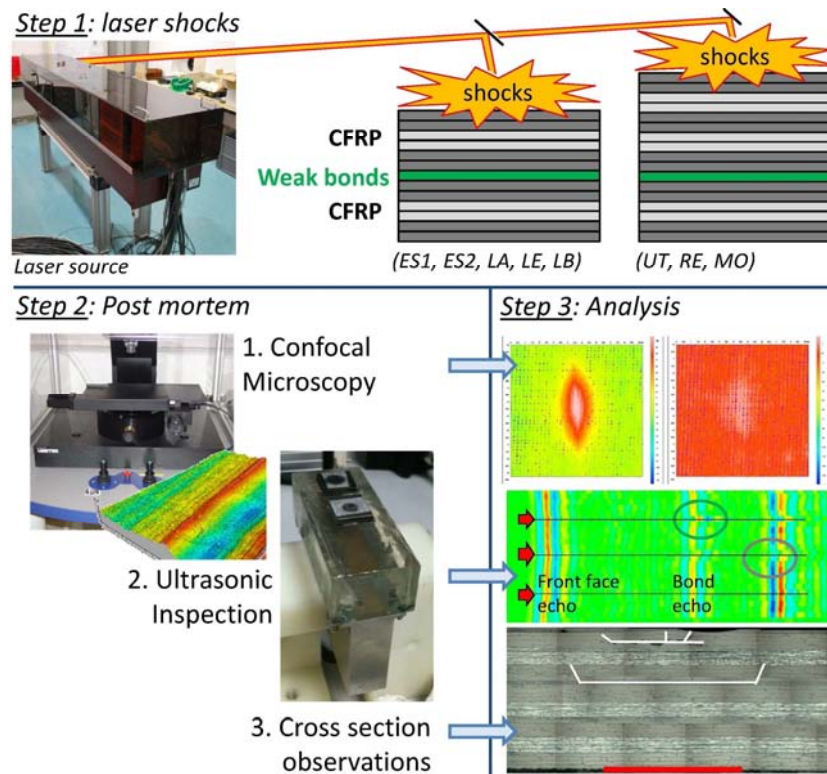 Step 1: laser shocks
shocks
shocks
CFRP
Weak bonds
CFRP
Laser source
(ES1, ES2, LA, LE, LB)
(UT, RE, MO)
Step 2: Post mortem
1. Confocal
Microscopy
2. Ultrasonic
Inspection
3. Cross section
observations
Step 3: Analysis
Front face
echo
Bond
echo